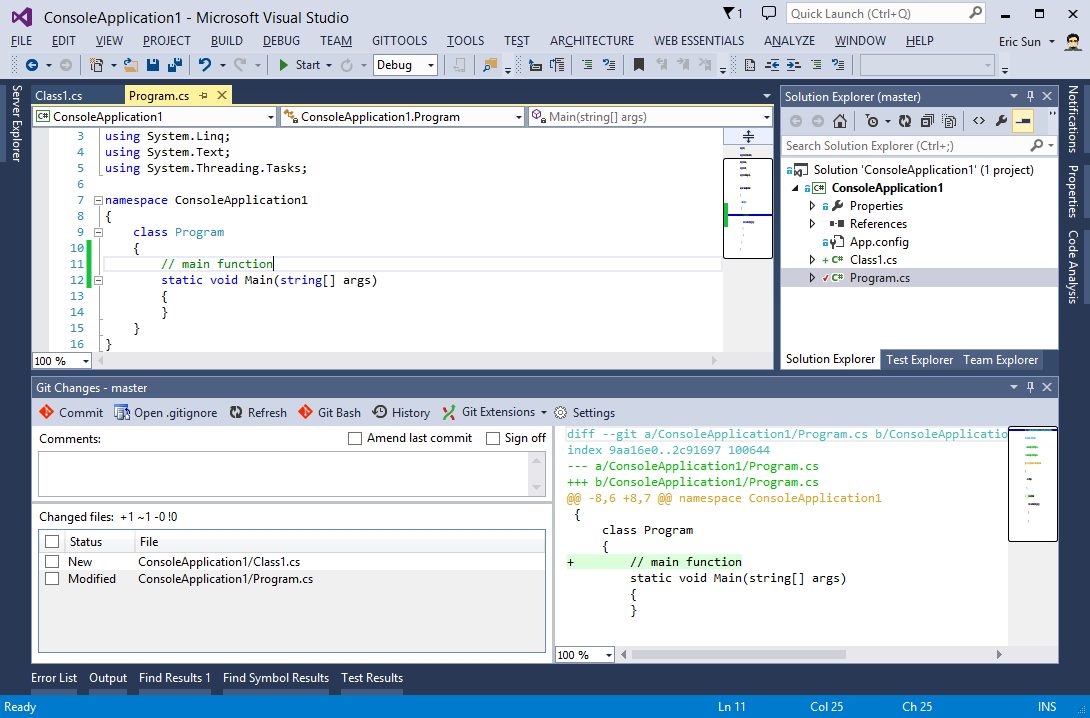 ConsoleApplication1 - Microsoft Visual Studio
1
Quick Launch (Ctrl+Q)
FILE EDIT VIEW PROJECT BUILD DEBUG TEAM GITTOOLS TOOLS TEST ARCHITECTURE WEB ESSENTIALS ANALYZE WINDOW HELP
Eric Sun
Start
Debug
Server Explorer
Class1.cs
Program.cs
C# ConsoleApplication1
ConsoleApplication1.Program
Main(string[] args)
3 using System.Linq;
4 using System.Text;
5 using System.Threading.Tasks;
6
7 namespace ConsoleApplication1
8 {
9 class Program
10 {
11 // main function
12 static void Main(string[] args)
13 {
14 }
15 }
16 }
100 %
Solution Explorer (master)
Search Solution Explorer (Ctrl+;)
Solution 'ConsoleApplication1' (1 project)
C# ConsoleApplication1
Properties
References
App.config
+ C# Class1.cs
C# Program.cs
Solution Explorer Test Explorer Team Explorer
Notifications
Properties
Code Analysis
Git Changes - master
Commit Open .gitignore Refresh Git Bash History Git Extensions Settings
Comments:
Amend last commit
Sign off
Changed files: +1 ~1 -0 !0
Status File
New ConsoleApplication1/Class1.cs
Modified ConsoleApplication1/Program.cs
diff --git a/ConsoleApplication1/Program.cs b/ConsoleApplicatio
index 9aa16e0..2c91697 100644
--- a/ConsoleApplication1/Program.cs
+++ b/ConsoleApplication1/Program.cs
@@ -8,6 +8,7 @@ namespace ConsoleApplication1
{
class Program
{
+ // main function
static void Main(string[] args)
{
}
100 %
Error List Output Find Results 1 Find Symbol Results Test Results
Ready
Ln 11 Col 25 Ch 25 INS